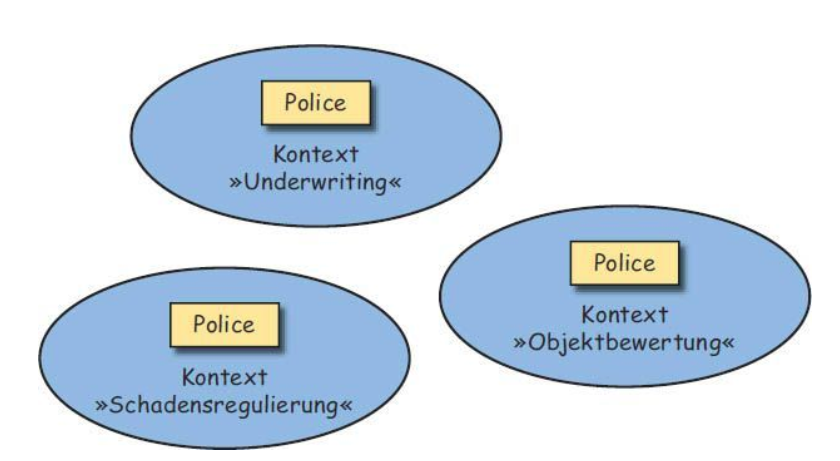 Police
Kontext
»Underwriting«
Police
Kontext
»Objektbewertung«
Police
Kontext
»Schadensregulierung«